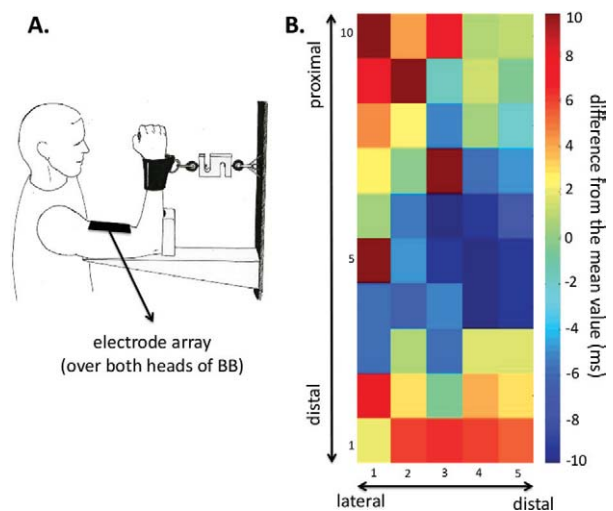 A.
electrode array
(over both heads of BB)
B.
proximal
distal
10
5
1
1 2 3 4 5
lateral distal
10
8
6
4
2
0
-2
-4
-6
-8
-10
difference from the mean value (ms)